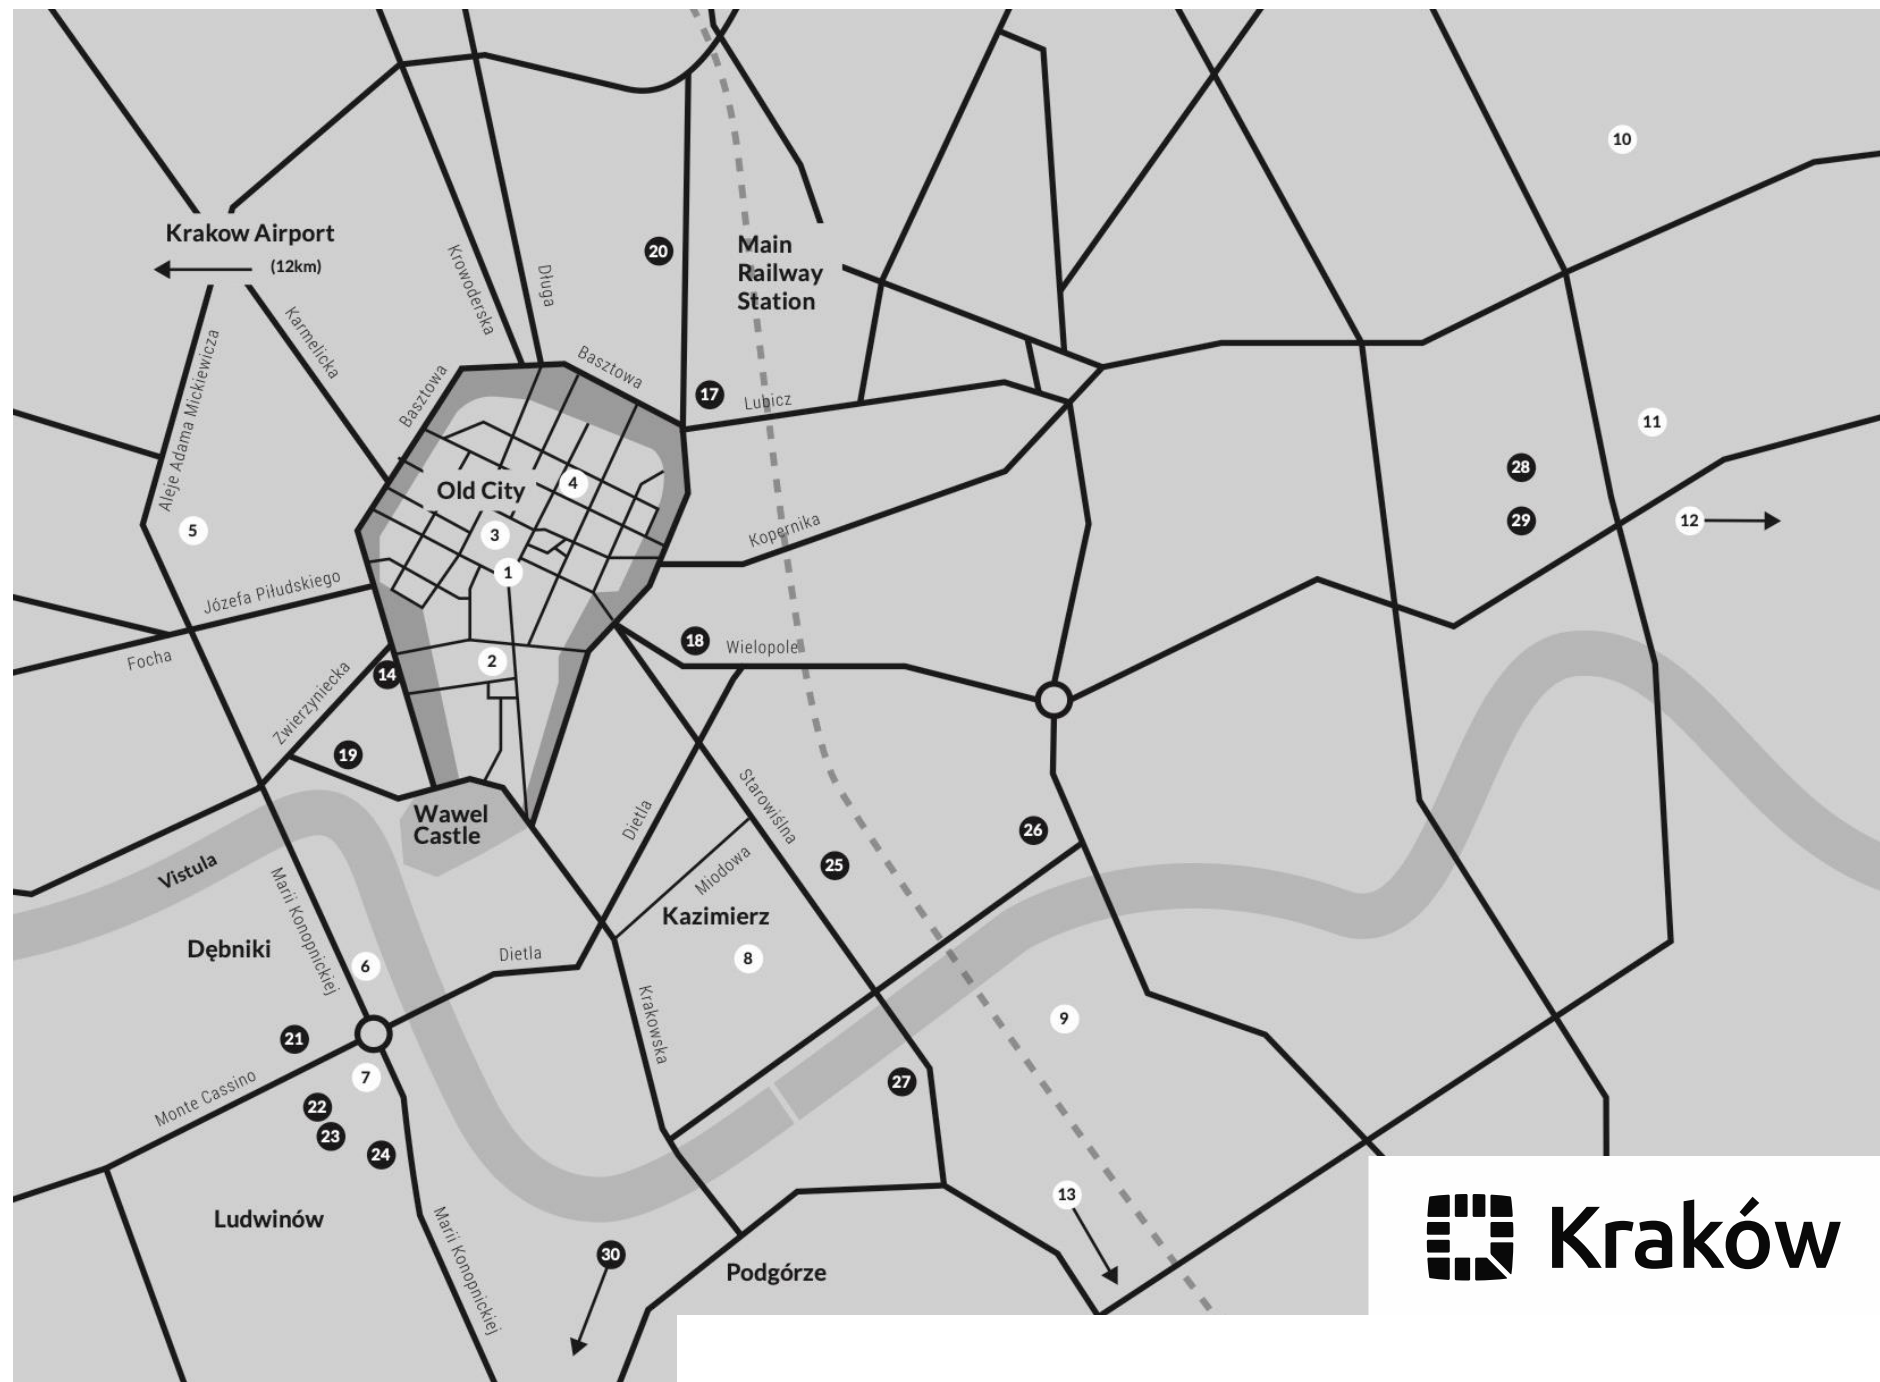 10
Krakow Airport
(12km)
20
Main
Railway
Station
Krowoderska
Długa
Karmelicka
Aleje Adama Mickiewicza
Basztowa
Basztowa
17
Lubicz
11
28
29
12
Old City
4
3
1
5
Kopernika
Józefa Piłudskiego
Focha
18
Wielopole
2
14
Zwierzyniecka
19
Wawel
Castle
Starowiślna
Dietla
26
25
Miodowa
Vistula
Marii Konopnickiej
Kazimierz
Dębniki
6
Dietla
8
Krakowska
9
21
7
Monte Cassino
22
23
24
27
13
Ludwinów
Marii Konopnickiej
30
Podgórze
Kraków